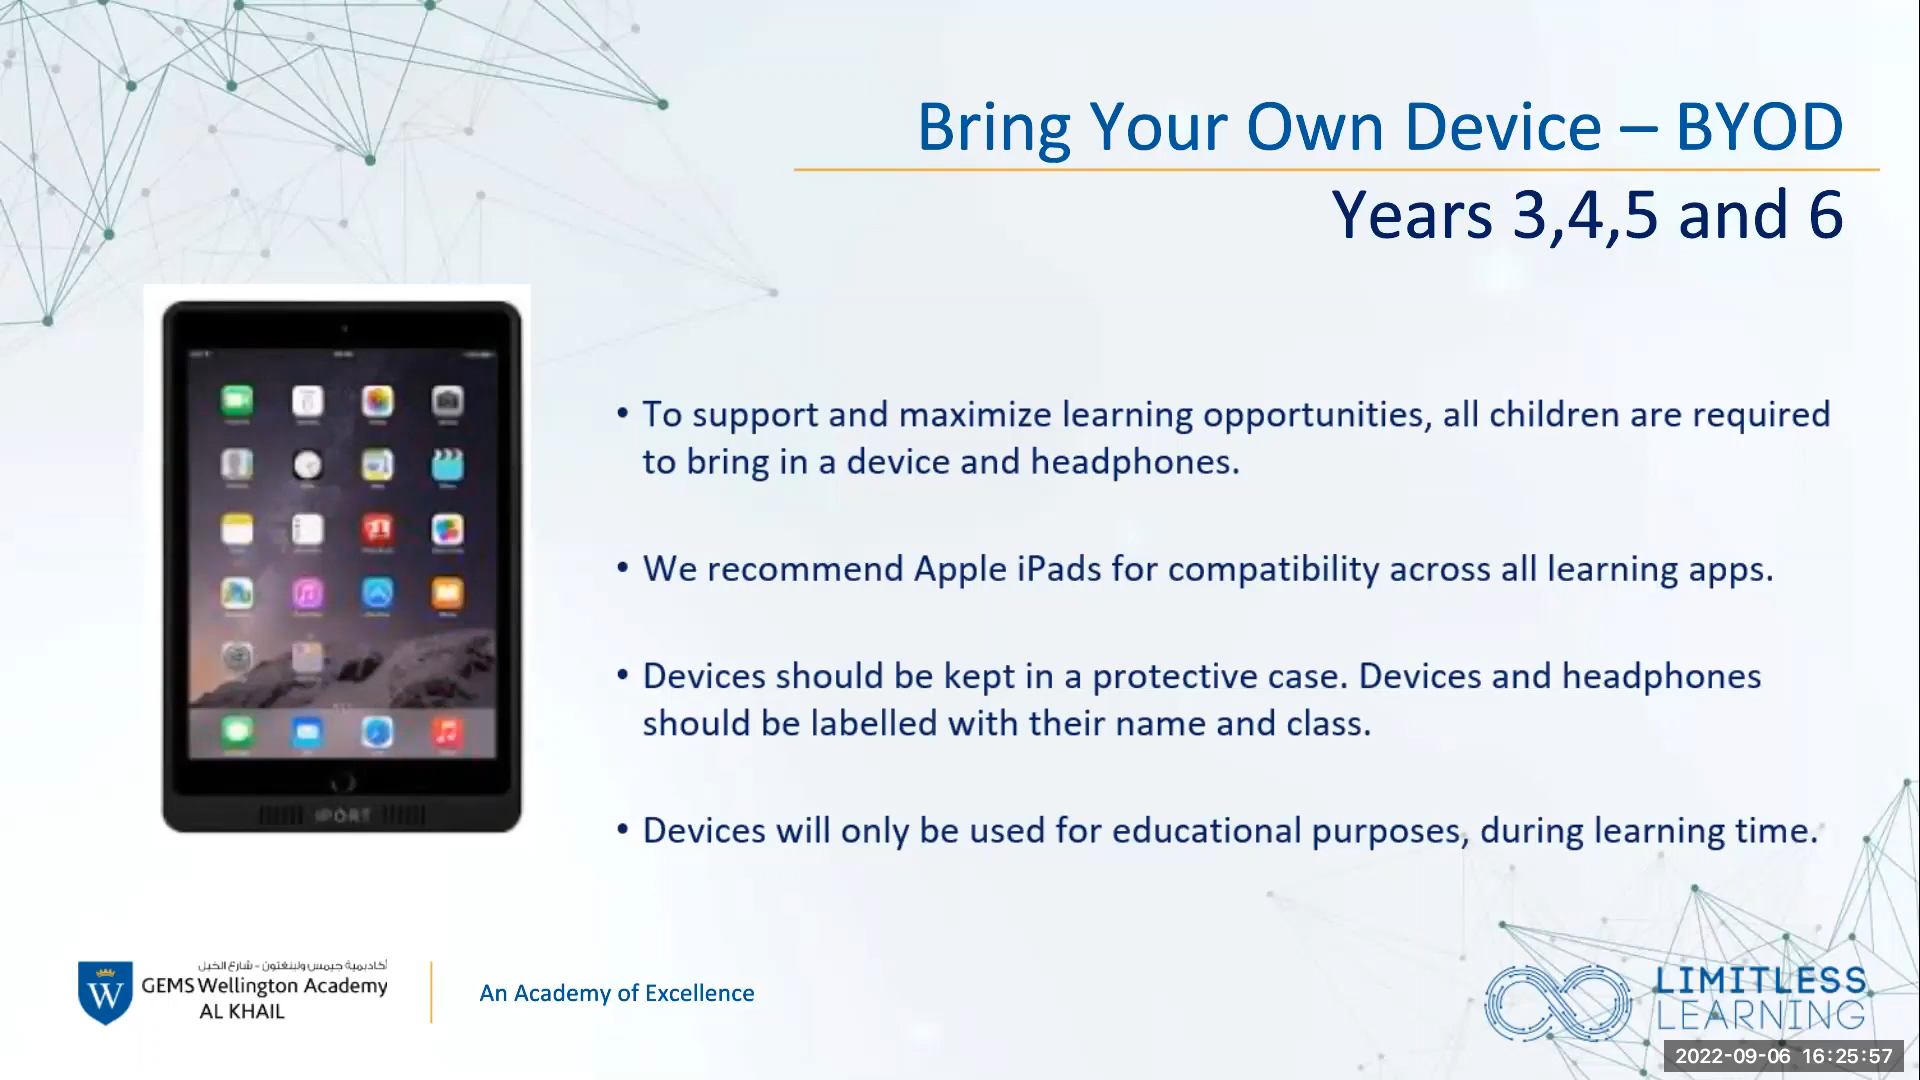 Bring Your Own Device – BYOD
Years 3,4,5 and 6
• To support and maximize learning opportunities, all children are required
to bring in a device and headphones.
• We recommend Apple iPads for compatibility across all learning apps.
• Devices should be kept in a protective case. Devices and headphones
should be labelled with their name and class.
• Devices will only be used for educational purposes, during learning time.
iPORT
أكاديمية جيمس ولينغتون - شارع الخيل
GEMS Wellington Academy
AL KHAIL
W
An Academy of Excellence
LIMITLESS
LEARNING
2022-09-06 16:25:57